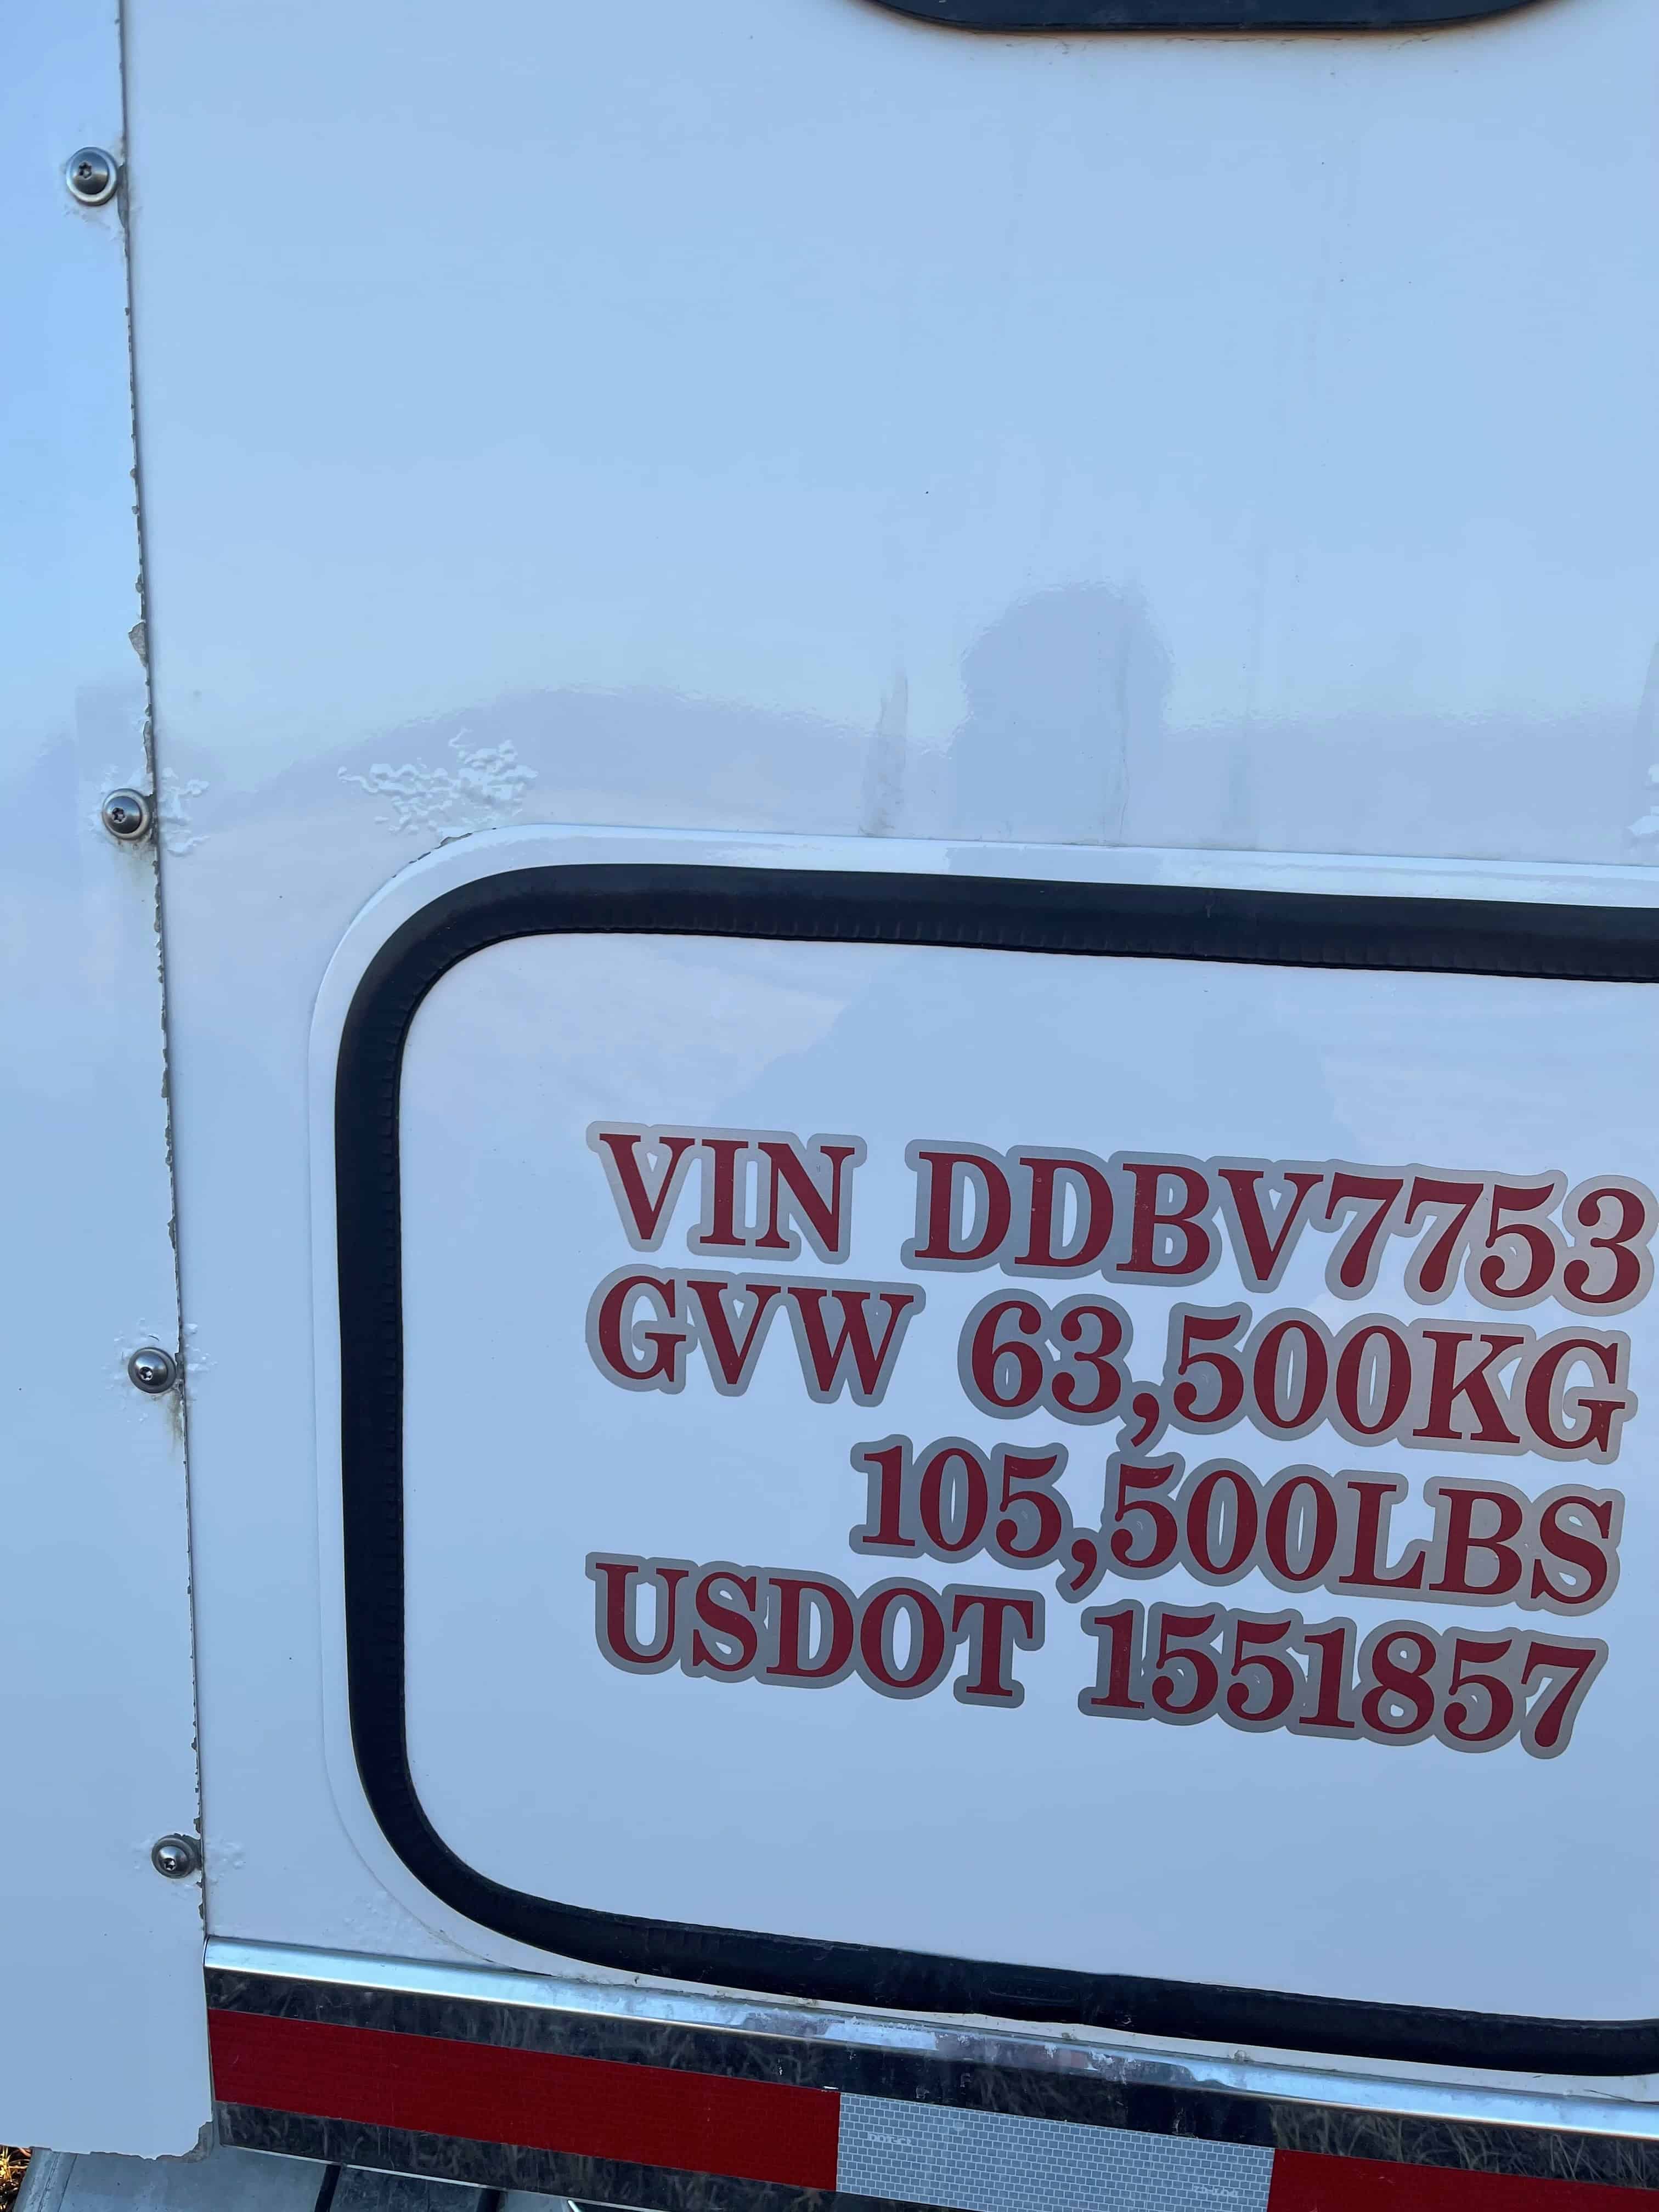 VIN DDBV7753
GVW 63,500KG
105,500LBS
USDOT 1551857